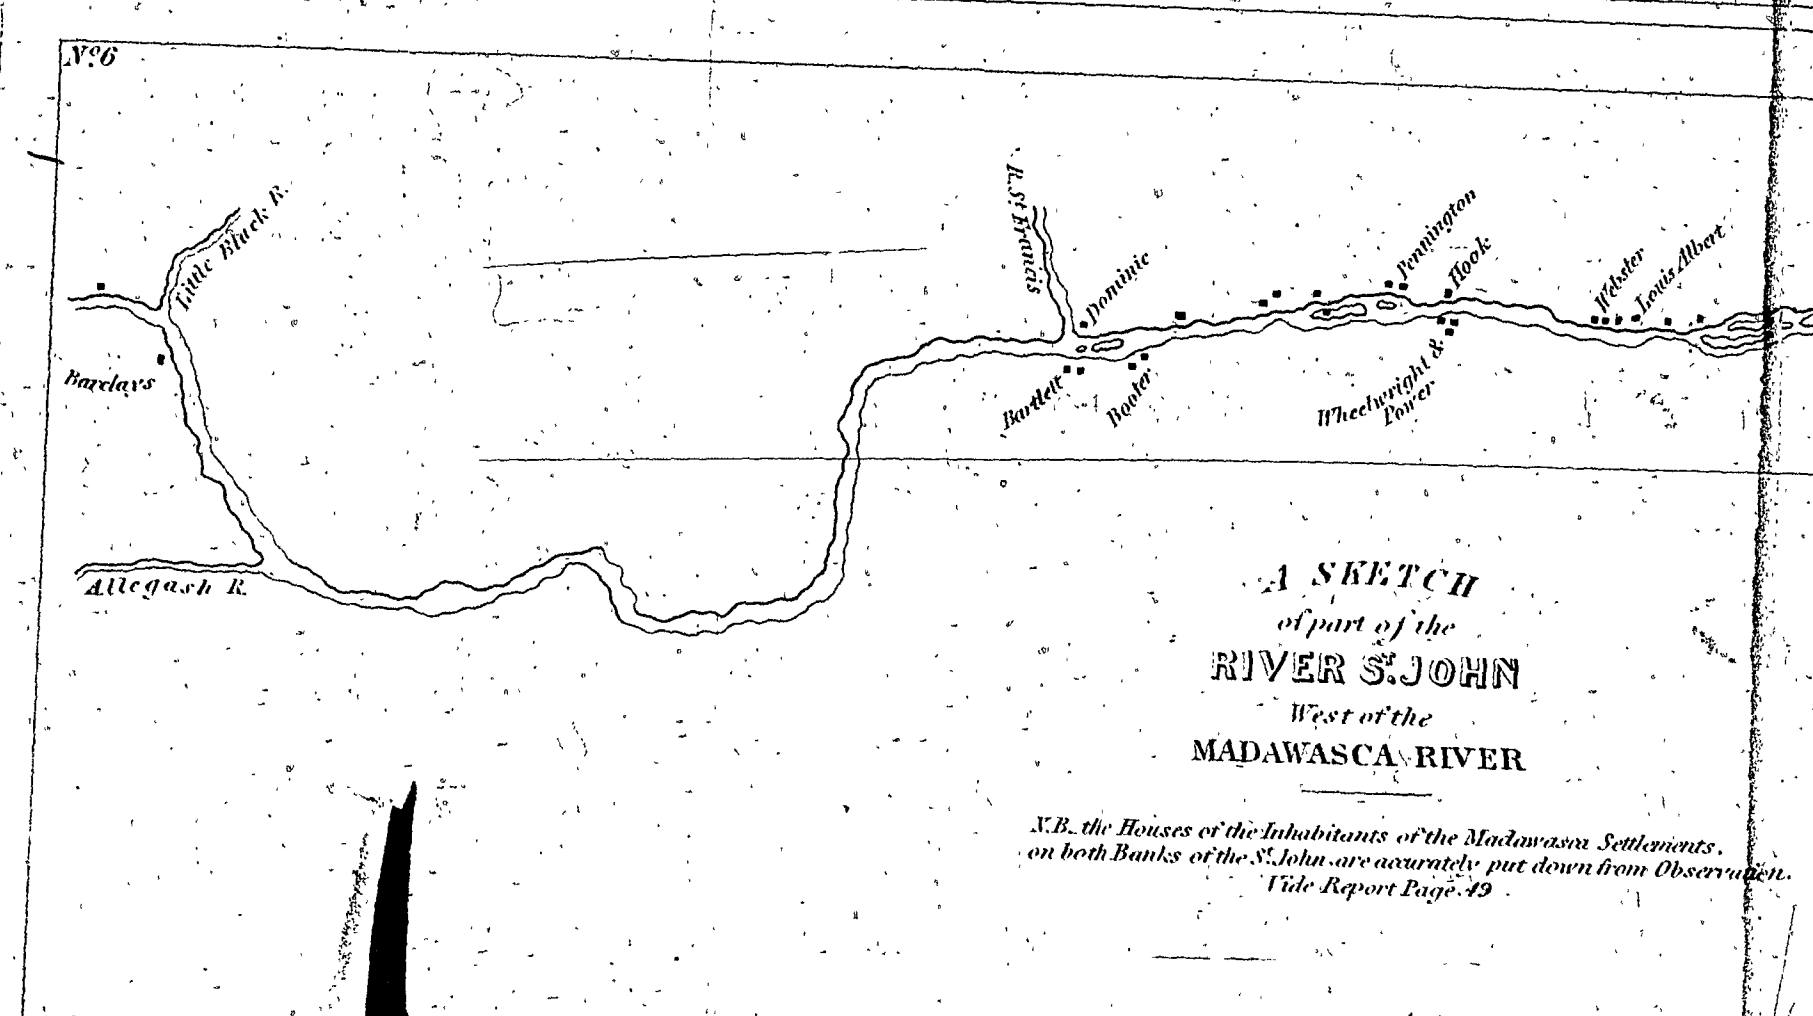 Nº 6
Little Black R.
Barclays
Allegash R.
R. St Francis
Dominic
Bartlett
Booter
Pennington
Hook
Wheelwright &
Power
Webster
Louis Albert
A SKETCH
of part of the
RIVER St. JOHN
West of the
MADAWASCA RIVER
N.B. the Houses of the Inhabitants of the Madawasca Settlements.
on both Banks of the St. John are accurately put down from Observation.
Vide Report Page 49